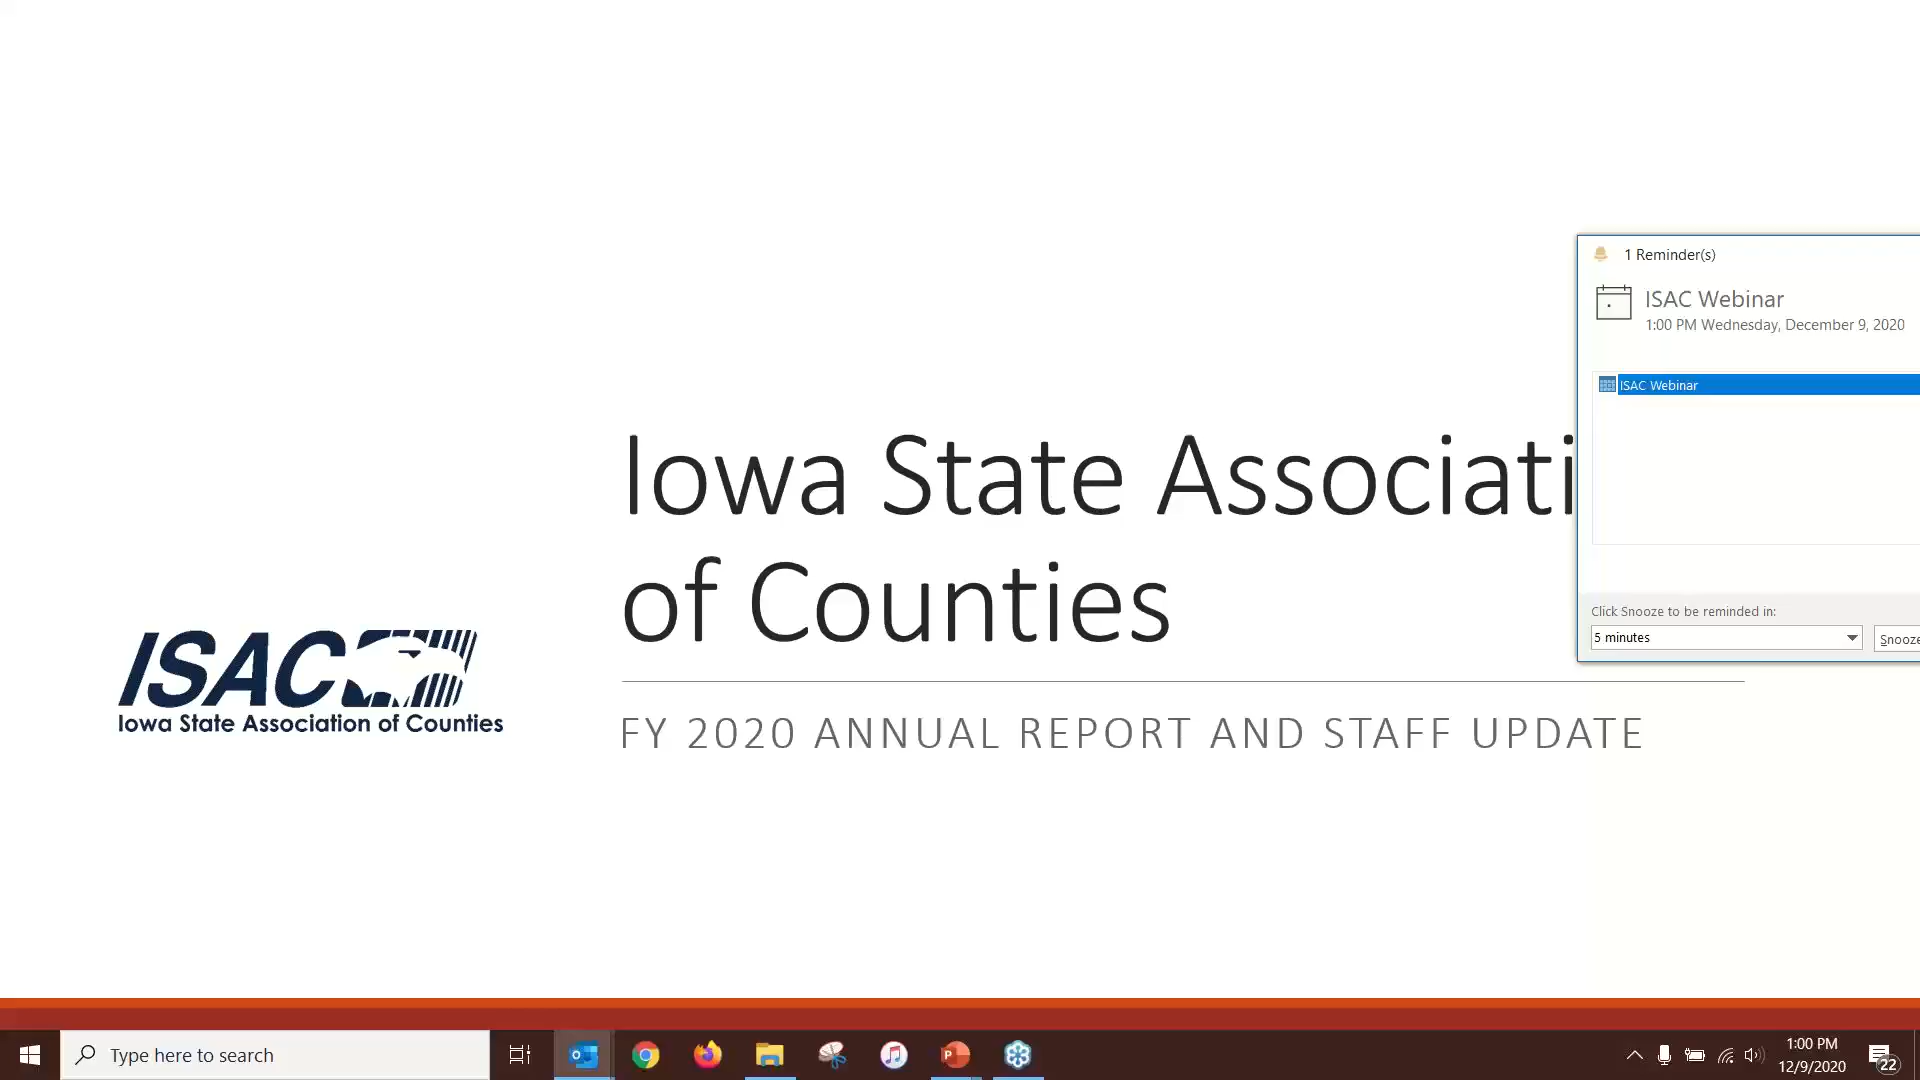 1 Reminder(s)
ISAC Webinar
1:00 PM Wednesday, December 9, 2020
ISAC Webinar
Iowa State Associati
of Counties
Click Snooze to be reminded in:
5 minutes
Snooze
ISAC
Iowa State Association of Counties
FY 2020 ANNUAL REPORT AND STAFF UPDATE
Type here to search
1:00 PM
12/9/2020
22